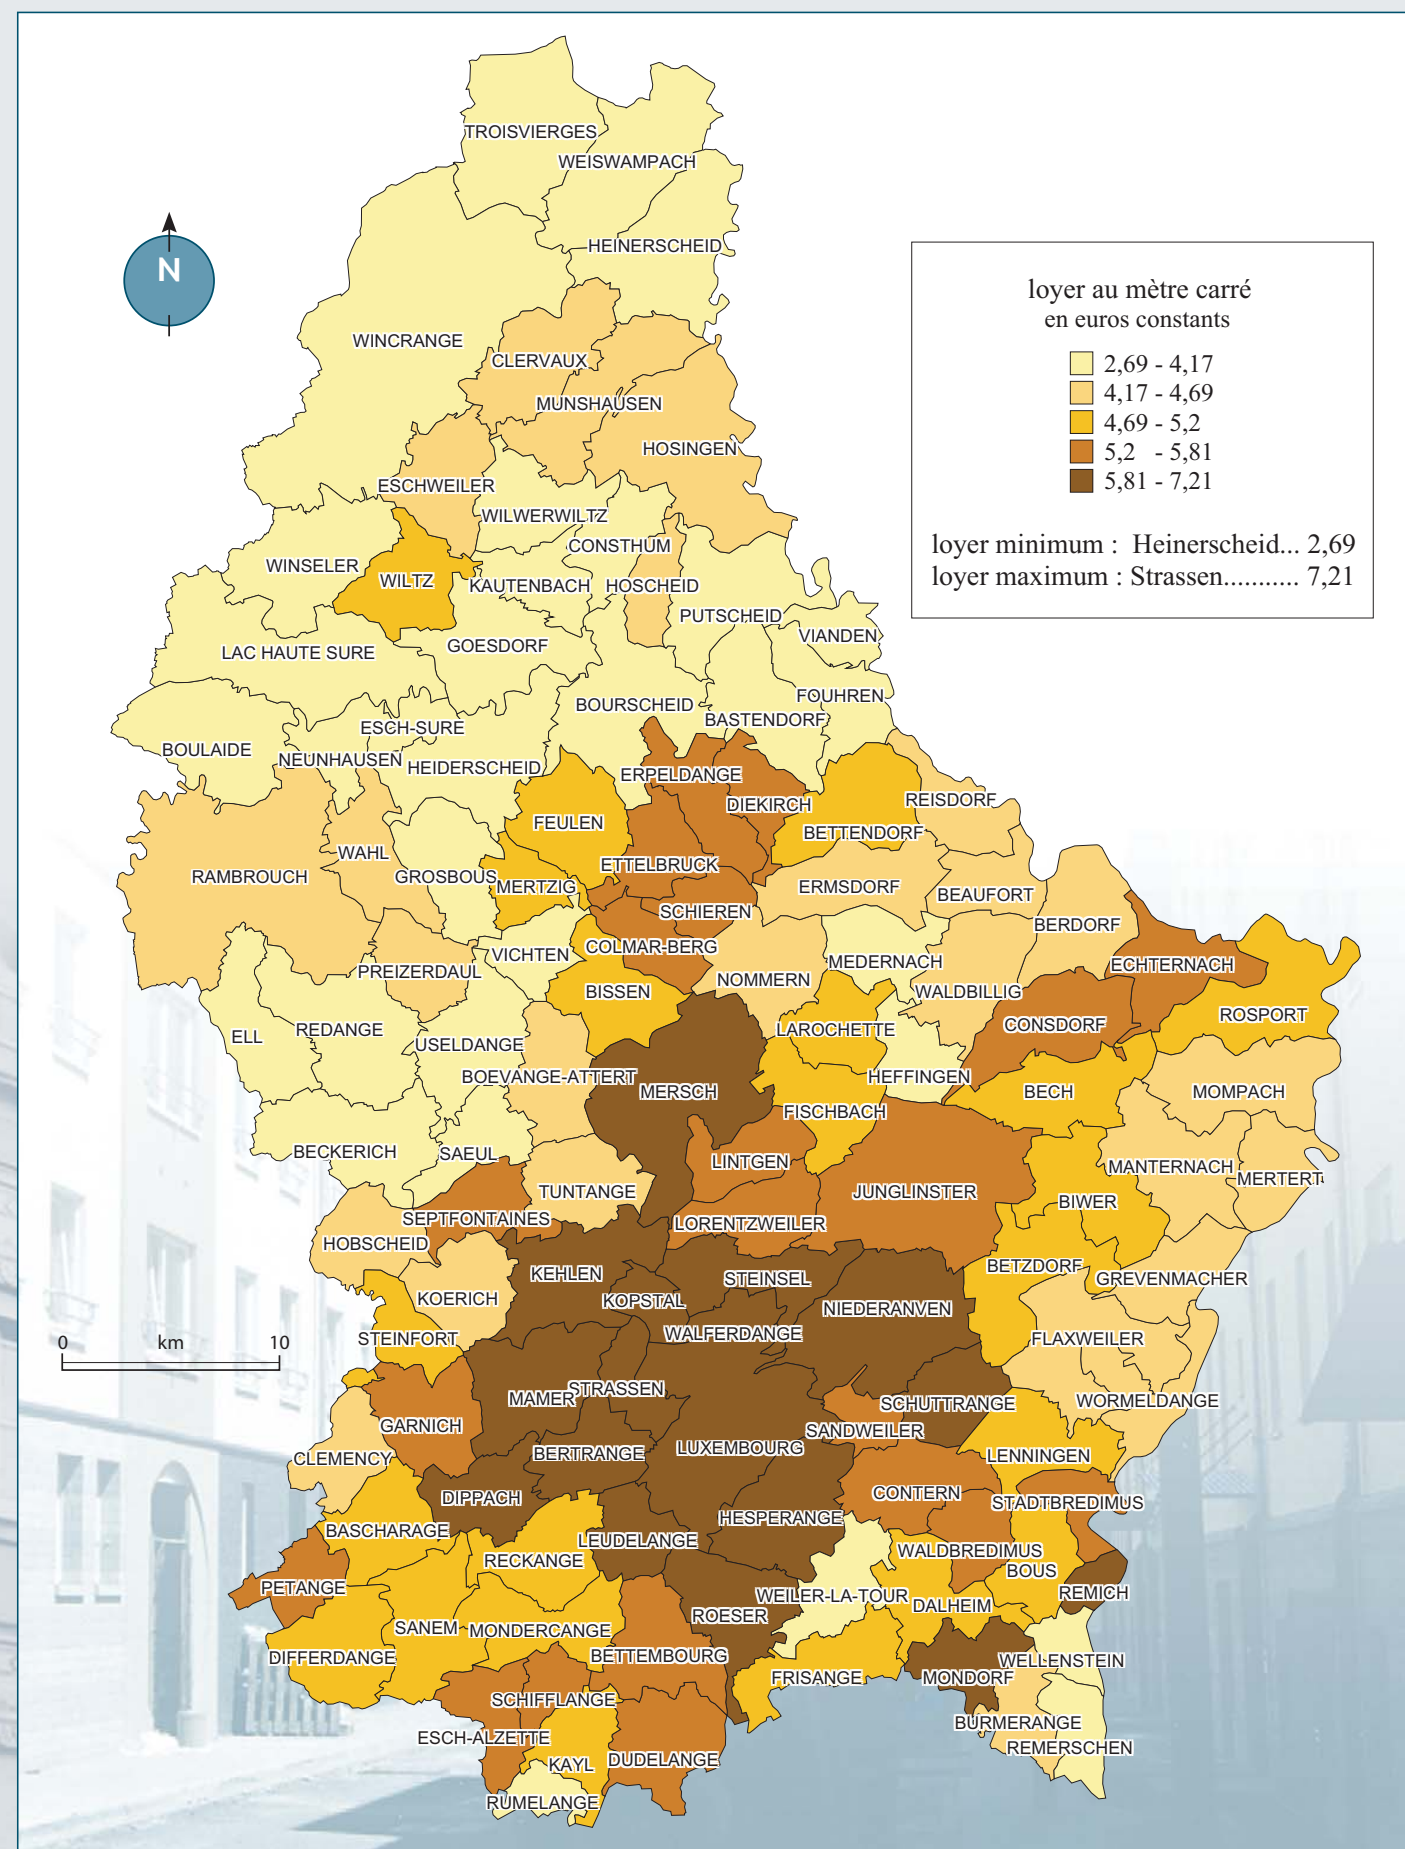 TROISVIERGES
WEISWAMPACH
HEINERSCHEID
N
loyer au mètre carré
en euros constants
2,69 - 4,17
4,17 - 4,69
4,69 - 5,2
5,2 - 5,81
5,81 - 7,21
loyer minimum : Heinerscheid... 2,69
loyer maximum : Strassen........... 7,21
WINCRANGE
CLERVAUX
MUNSHAUSEN
HOSINGEN
ESCHWEILER
WILWERWILTZ
CONSTHUM
WINSELER
WILTZ
KAUTENBACH
HOSCHEID
PUTSCHEID
VIANDEN
LAC HAUTE SURE
GOESDORF
FOUHREN
BOURSCHEID
BASTENDORF
ESCH-SURE
BOULAIDE
NEUNHAUSEN
HEIDERSCHEID
ERPELDANGE
DIEKIRCH
REISDORF
FEULEN
BETTENDORF
WAHL
ETTELBRUCK
RAMBROUCH
GROSBOUS
MERTZIG
ERMSDORF
BEAUFORT
SCHIEREN
BERDORF
COLMAR-BERG
VICHTEN
MEDERNACH
ECHTERNACH
PREIZERDAUL
NOMMERN
BISSEN
WALDBILLIG
ROSPORT
ELL
REDANGE
LAROCHETTE
CONSDORF
USELDANGE
BOEVANGE-ATTERT
HEFFINGEN
MERSCH
BECH
MOMPACH
FISCHBACH
BECKERICH
SAEUL
LINTGEN
MANTERNACH
MERTERT
TUNTANGE
JUNGLINSTER
BIWER
SEPTFONTAINES
LORENTZWEILER
HOBSCHEID
KEHLEN
STEINSEL
BETZDORF
GREVENMACHER
KOERICH
KOPSTAL
NIEDERANVEN
0 km 10
STEINFORT
WALFERDANGE
FLAXWEILER
MAMER
STRASSEN
SCHUTTRANGE
WORMELDANGE
GARNICH
SANDWEILER
CLEMENCY
BERTRANGE
LUXEMBOURG
LENNINGEN
DIPPACH
CONTERN
STADTBREDIMUS
BASCHARAGE
HESPERANGE
LEUDELANGE
RECKANGE
WALDBREDIMUS
BOUS
PETANGE
WEILER-LA-TOUR
REMICH
DALHEIM
ROESER
SANEM
MONDERCANGE
DIFFERDANGE
BETTEMBOURG
WELLENSTEIN
FRISANGE
MONDORF
SCHIFFLANGE
BURMERANGE
ESCH-ALZETTE
REMERSCHEN
KAYL
DUDELANGE
RUMELANGE